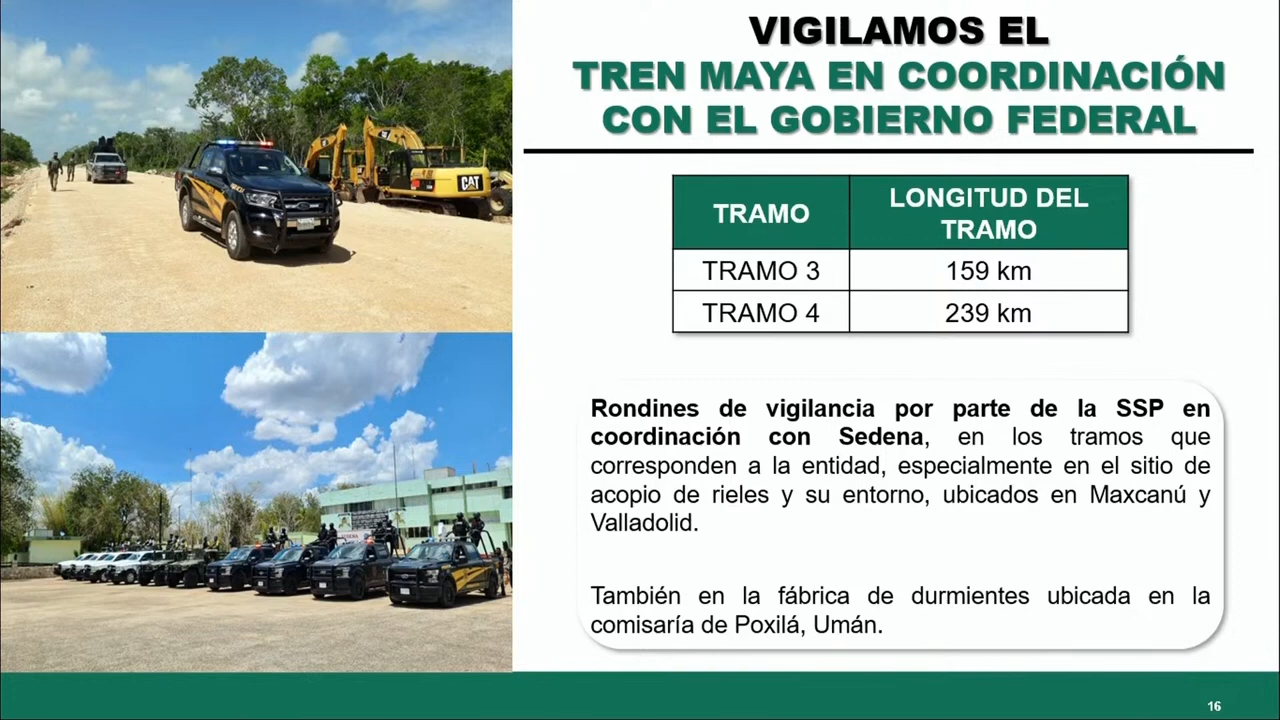 VIGILAMOS EL
TREN MAYA EN COORDINACIÓN
CON EL GOBIERNO FEDERAL
TRAMO
LONGITUD DEL
TRAMO
TRAMO 3
159 km
TRAMO 4
239 km
Rondines de vigilancia por parte de la SSP en
coordinación con Sedena, en los tramos que
corresponden a la entidad, especialmente en el sitio de
acopio de rieles y su entorno, ubicados en Maxcanú y
Valladolid.
También en la fábrica de durmientes ubicada en la
comisaría de Poxilá, Umán.
16
CAT